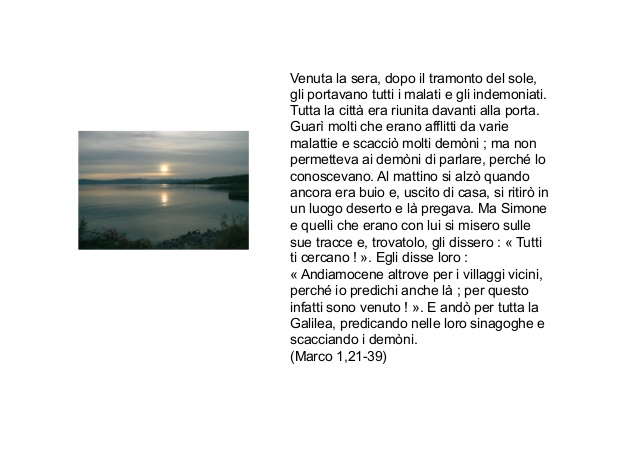 Venuta la sera, dopo il tramonto del sole,
gli portavano tutti i malati e gli indemoniati.
Tutta la città era riunita davanti alla porta.
Guarì molti che erano afflitti da varie
malattie e scacciò molti demòni ; ma non
permetteva ai demòni di parlare, perché lo
conoscevano. Al mattino si alzò quando
ancora era buio e, uscito di casa, si ritirò in
un luogo deserto e là pregava. Ma Simone
e quelli che erano con lui si misero sulle
sue tracce e, trovatolo, gli dissero : « Tutti
ti cercano ! ». Egli disse loro :
« Andiamocene altrove per i villaggi vicini,
perché io predichi anche là ; per questo
infatti sono venuto ! ». E andò per tutta la
Galilea, predicando nelle loro sinagoghe e
scacciando i demòni.
(Marco 1,21-39)